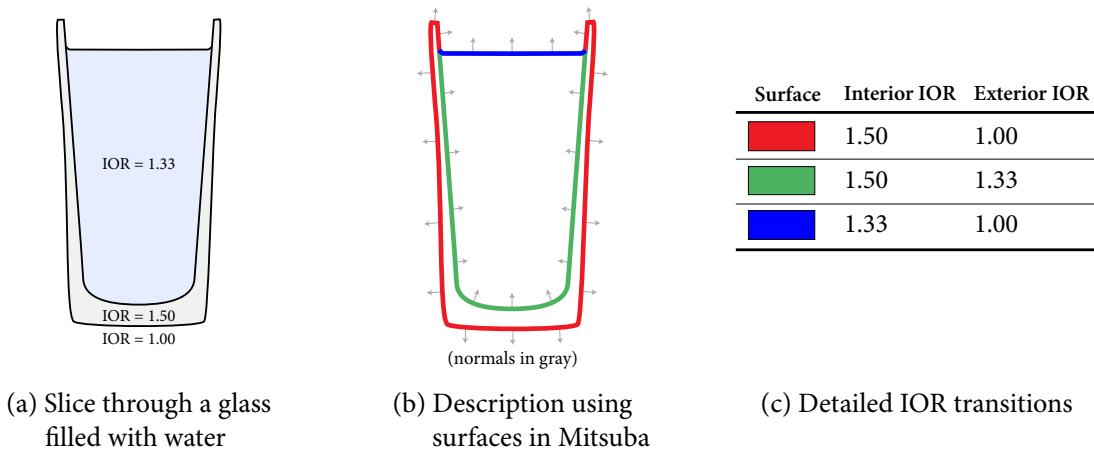 IOR = 1.33
IOR = 1.50
IOR = 1.00
(a) Slice through a glass
filled with water
(normals in gray)
(b) Description using
surfaces in Mitsuba
Surface Interior IOR Exterior IOR
1.50 1.00
1.50 1.33
1.33 1.00
(c) Detailed IOR transitions